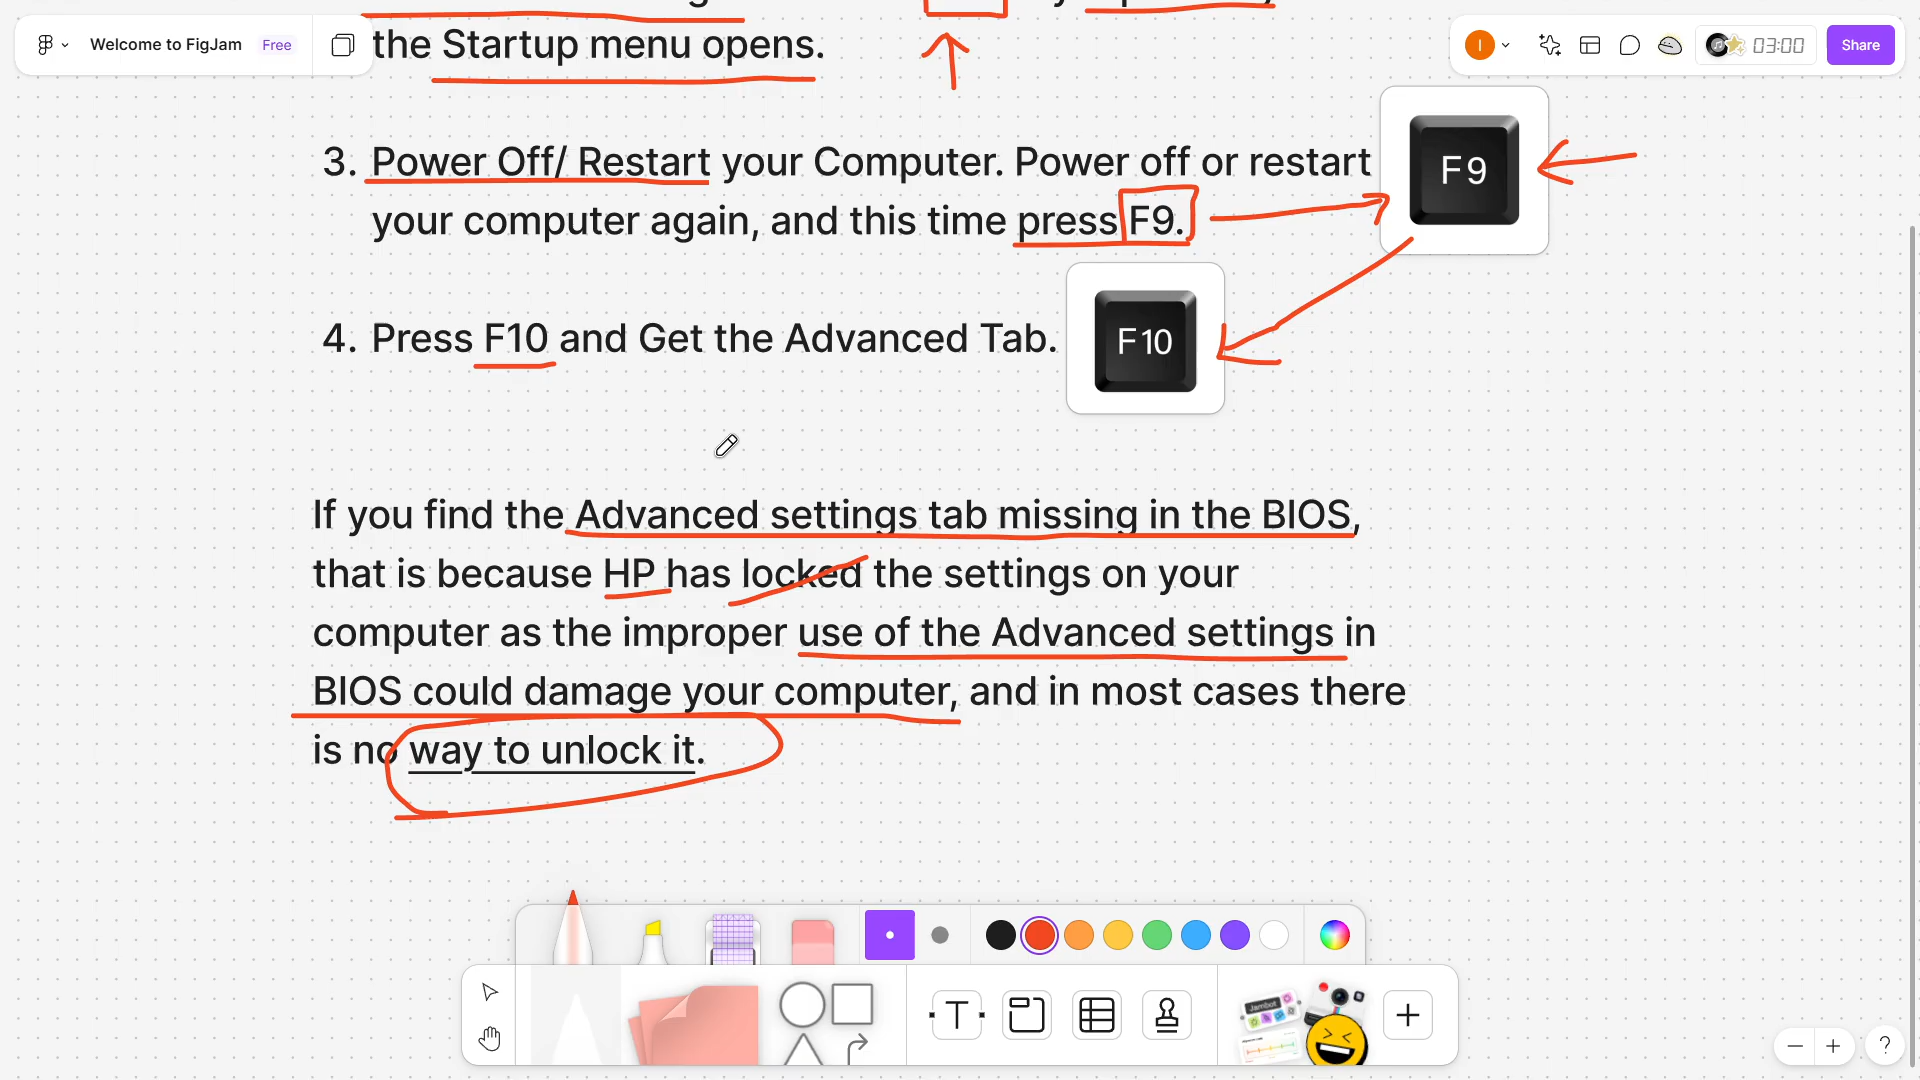 Welcome to FigJam Free
03:00
Share
the Startup menu opens.
3. Power Off/ Restart your Computer. Power off or restart
your computer again, and this time press F9.
F9
4. Press F10 and Get the Advanced Tab.
F10
If you find the Advanced settings tab missing in the BIOS,
that is because HP has locked the settings on your
computer as the improper use of the Advanced settings in
BIOS could damage your computer, and in most cases there
is no way to unlock it.
T
Jambot
?